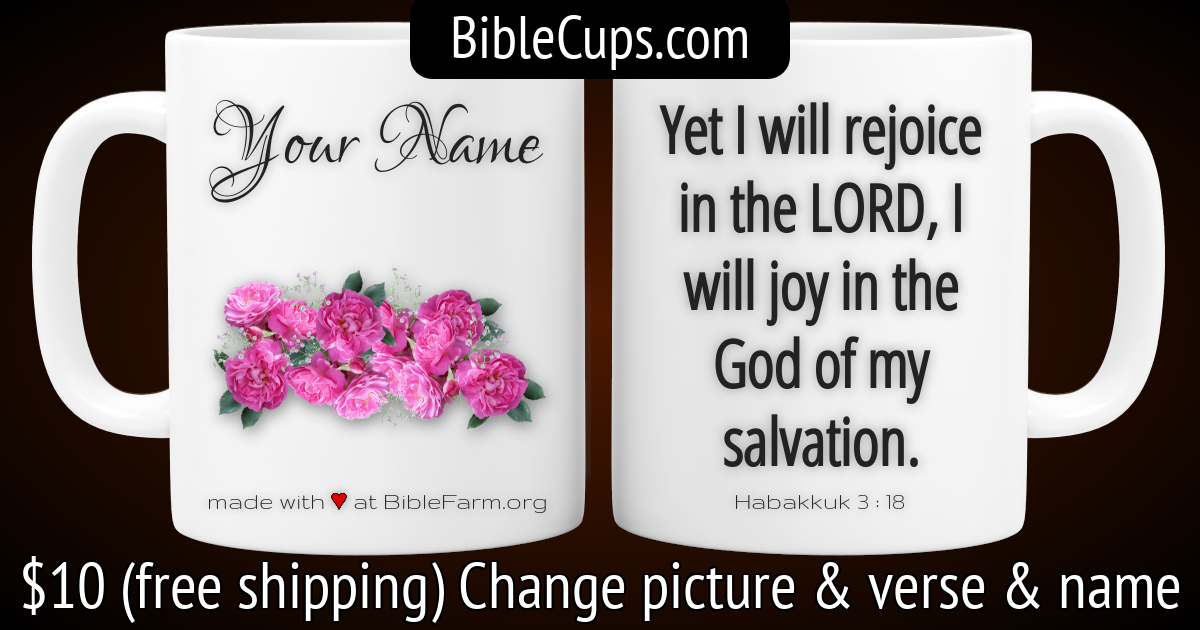 BibleCups.com
Your Name
made with ♥ at BibleFarm.org
Yet I will rejoice
in the LORD, I
will joy in the
God of my
salvation.
Habakkuk 3 : 18
$10 (free shipping) Change picture & verse & name